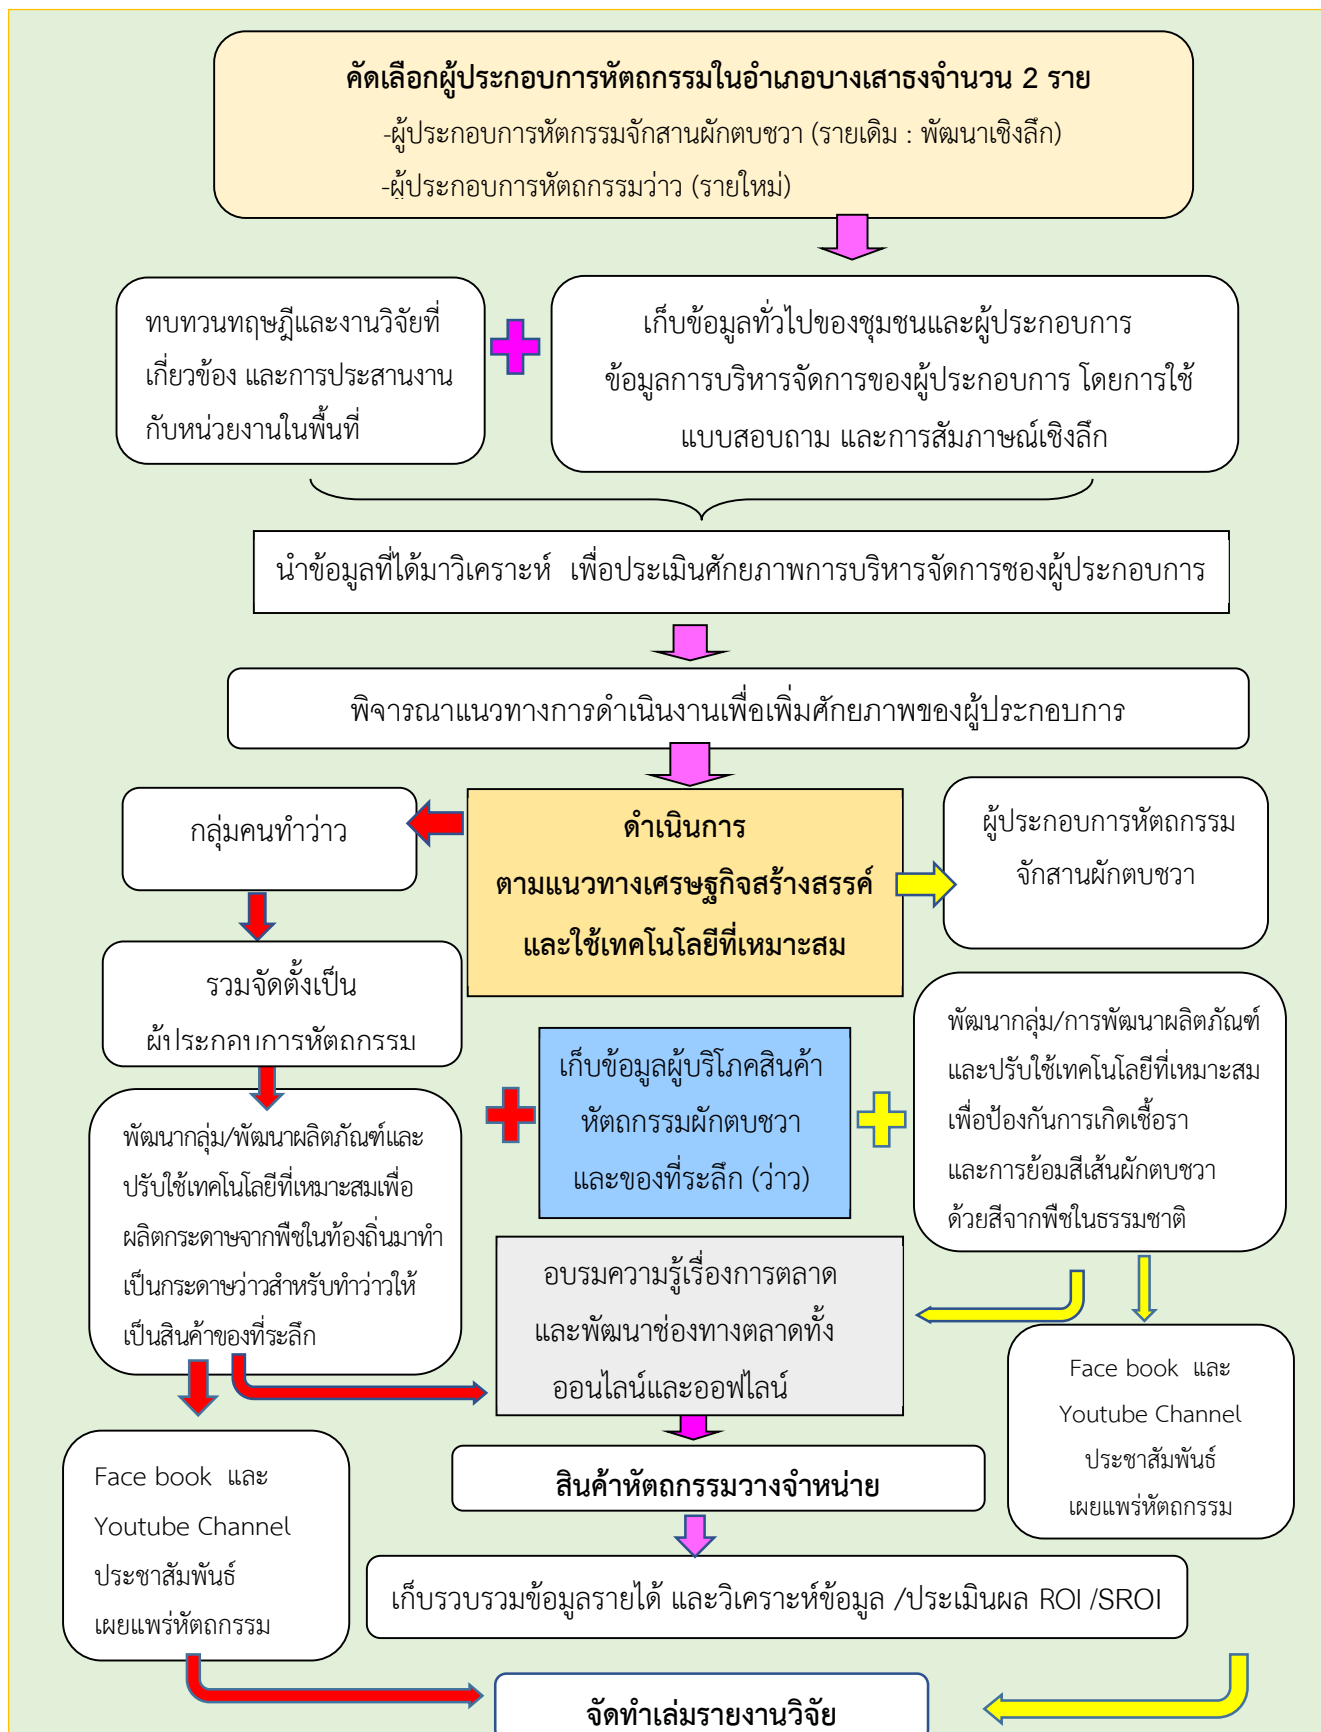 คัดเลือกผู้ประกอบการหัตถกรรมในอำเภอบางเสาธงจำนวน 2 ราย
-ผู้ประกอบการหัตกรรมจักสานผักตบชวา (รายเดิม : พัฒนาเชิงลึก)
-ผู้ประกอบการหัตถกรรมว่าว (รายใหม่)
ทบทวนทฤษฎีและงานวิจัยที่
เกี่ยวข้อง และการประสานงาน
กับหน่วยงานในพื้นที่
เก็บข้อมูลทั่วไปของชุมชนและผู้ประกอบการ
ข้อมูลการบริหารจัดการของผู้ประกอบการ โดยการใช้
แบบสอบถาม และการสัมภาษณ์เชิงลึก
นำข้อมูลที่ได้มาวิเคราะห์ เพื่อประเมินศักยภาพการบริหารจัดการชองผู้ประกอบการ
พิจารณาแนวทางการดำเนินงานเพื่อเพิ่มศักยภาพของผู้ประกอบการ
กลุ่มคนทำว่าว
ดำเนินการ
ตามแนวทางเศรษฐกิจสร้างสรรค์
และใช้เทคโนโลยีที่เหมาะสม
ผู้ประกอบการหัตถกรรม
จักสานผักตบชวา
รวมจัดตั้งเป็น
ผู้ประกอบการหัตถกรรม
เก็บข้อมูลผู้บริโภคสินค้า
หัตถกรรมผักตบชวา
และของที่ระลึก (ว่าว)
พัฒนากลุ่ม/การพัฒนาผลิตภัณฑ์
และปรับใช้เทคโนโลยีที่เหมาะสม
เพื่อป้องกันการเกิดเชื้อรา
และการย้อมสีเส้นผักตบชวา
ด้วยสีจากพืชในธรรมชาติ
พัฒนากลุ่ม/พัฒนาผลิตภัณฑ์และ
ปรับใช้เทคโนโลยีที่เหมาะสมเพื่อ
ผลิตกระดาษจากพืชในท้องถิ่นมาทำ
เป็นกระดาษว่าวสำหรับทำว่าวให้
เป็นสินค้าของที่ระลึก
อบรมความรู้เรื่องการตลาด
และพัฒนาช่องทางตลาดทั้ง
ออนไลน์และออฟไลน์
Face book และ
Youtube Channel
ประชาสัมพันธ์
เผยแพร่หัตถกรรม
Face book และ
Youtube Channel
ประชาสัมพันธ์
เผยแพร่หัตถกรรม
สินค้าหัตถกรรมวางจำหน่าย
เก็บรวบรวมข้อมูลรายได้ และวิเคราะห์ข้อมูล /ประเมินผล ROI /SROI
จัดทำเล่มรายงานวิจัย